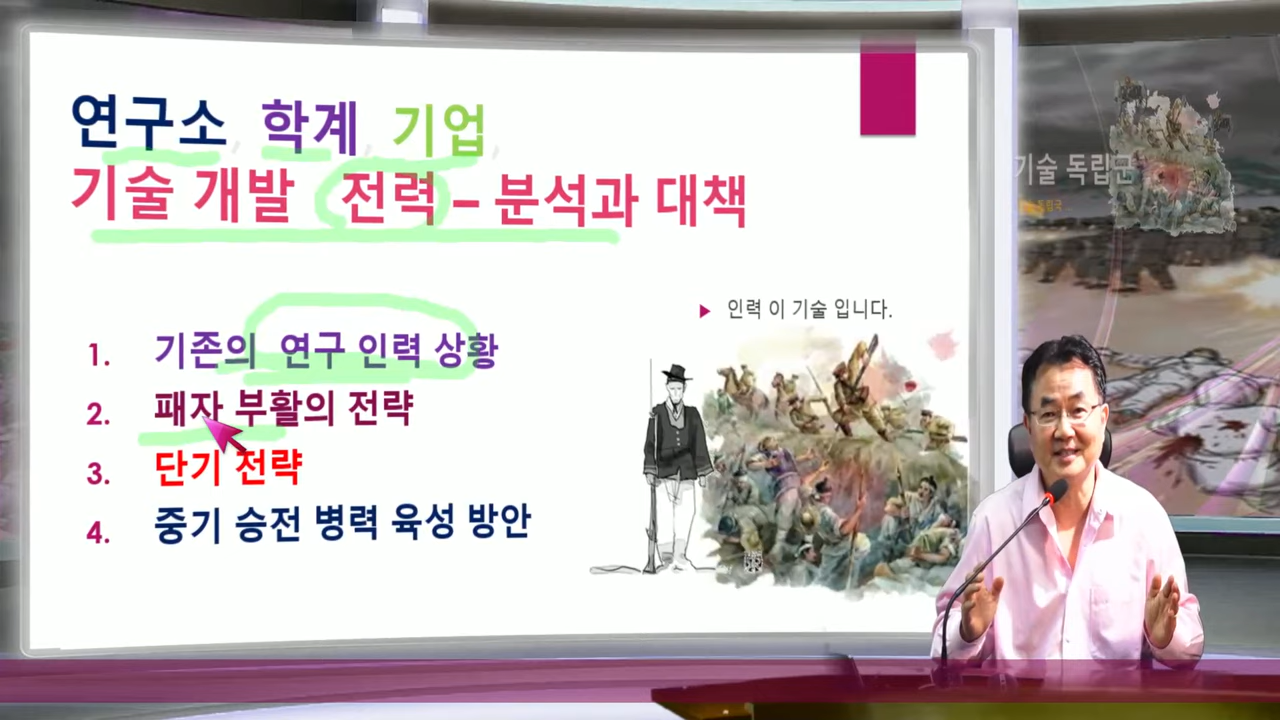 연구소, 학계, 기업,
기술 개발 전력 – 분석과 대책
1. 기존의 연구 인력 상황
2. 패자 부활의 전략
3. 단기 전략
4. 중기 승전 병력 육성 방안
▶ 인력 이 기술 입니다.
기술 독립군